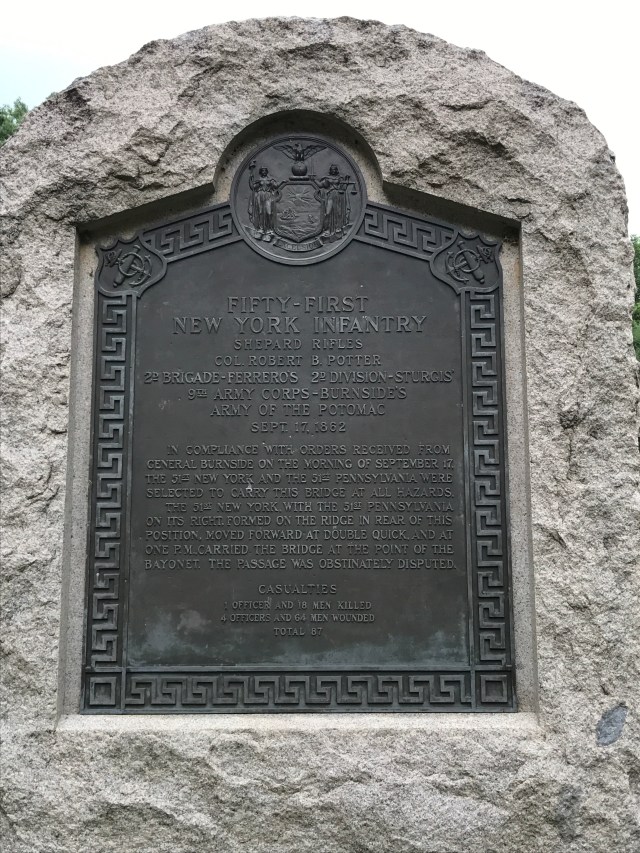 FIFTY-FIRST
NEW YORK INFANTRY
SHEPARD RIFLES
COL. ROBERT B. POTTER
2D BRIGADE-FERRERO'S 2D DIVISION-STURGIS'
9TH ARMY CORPS-BURNSIDE'S
ARMY OF THE POTOMAC
SEPT. 17, 1862
IN COMPLIANCE WITH ORDERS RECEIVED FROM
GENERAL BURNSIDE ON THE MORNING OF SEPTEMBER 17,
THE 51ST NEW YORK AND THE 51ST PENNSYLVANIA WERE
SELECTED TO CARRY THIS BRIDGE AT ALL HAZARDS.
THE 51ST NEW YORK WITH THE 51ST PENNSYLVANIA
ON ITS RIGHT, FORMED ON THE RIDGE IN REAR OF THIS
POSITION, MOVED FORWARD AT DOUBLE QUICK, AND AT
ONE P.M. CARRIED THE BRIDGE AT THE POINT OF THE
BAYONET. THE PASSAGE WAS OBSTINATELY DISPUTED.
CASUALTIES
1 OFFICER AND 18 MEN KILLED
4 OFFICERS AND 64 MEN WOUNDED
TOTAL 87